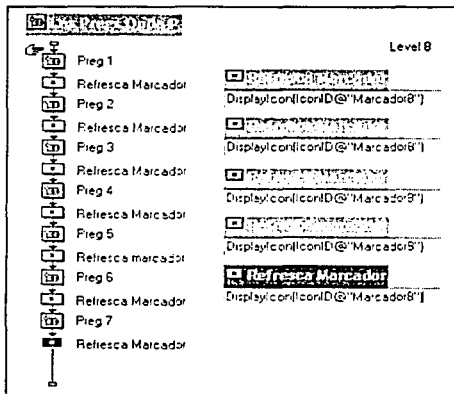 Level 8
Preg 1
Refresca Marcador
Preg 2
Refresca Marcador
Preg 3
Refresca Marcador
Preg 4
Refresca Marcador
Preg 5
Refresca marcador
Preg 6
Refresca Marcador
Preg 7
Refresca Marcador
Refresca Marcador
DisplayIcon(IconID@"Marcador8")
DisplayIcon(IconID@"Marcador8")
DisplayIcon(IconID@"Marcador8")
DisplayIcon(IconID@"Marcador8")
Refresca Marcador
DisplayIcon(IconID@"Marcador8")